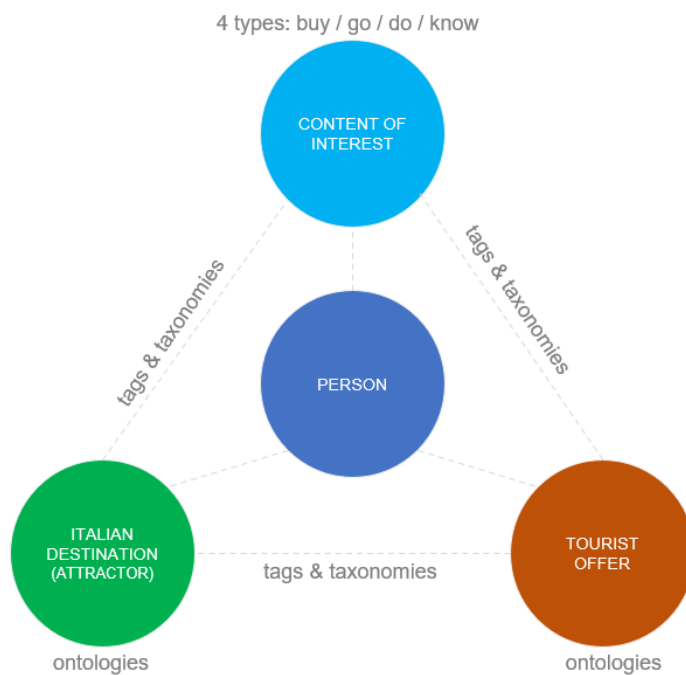 4 types: buy / go / do / know
CONTENT OF
INTEREST
tags & taxonomies
tags & taxonomies
PERSON
ITALIAN
DESTINATION
(ATTRACTOR)
TOURIST
OFFER
tags & taxonomies
ontologies
ontologies